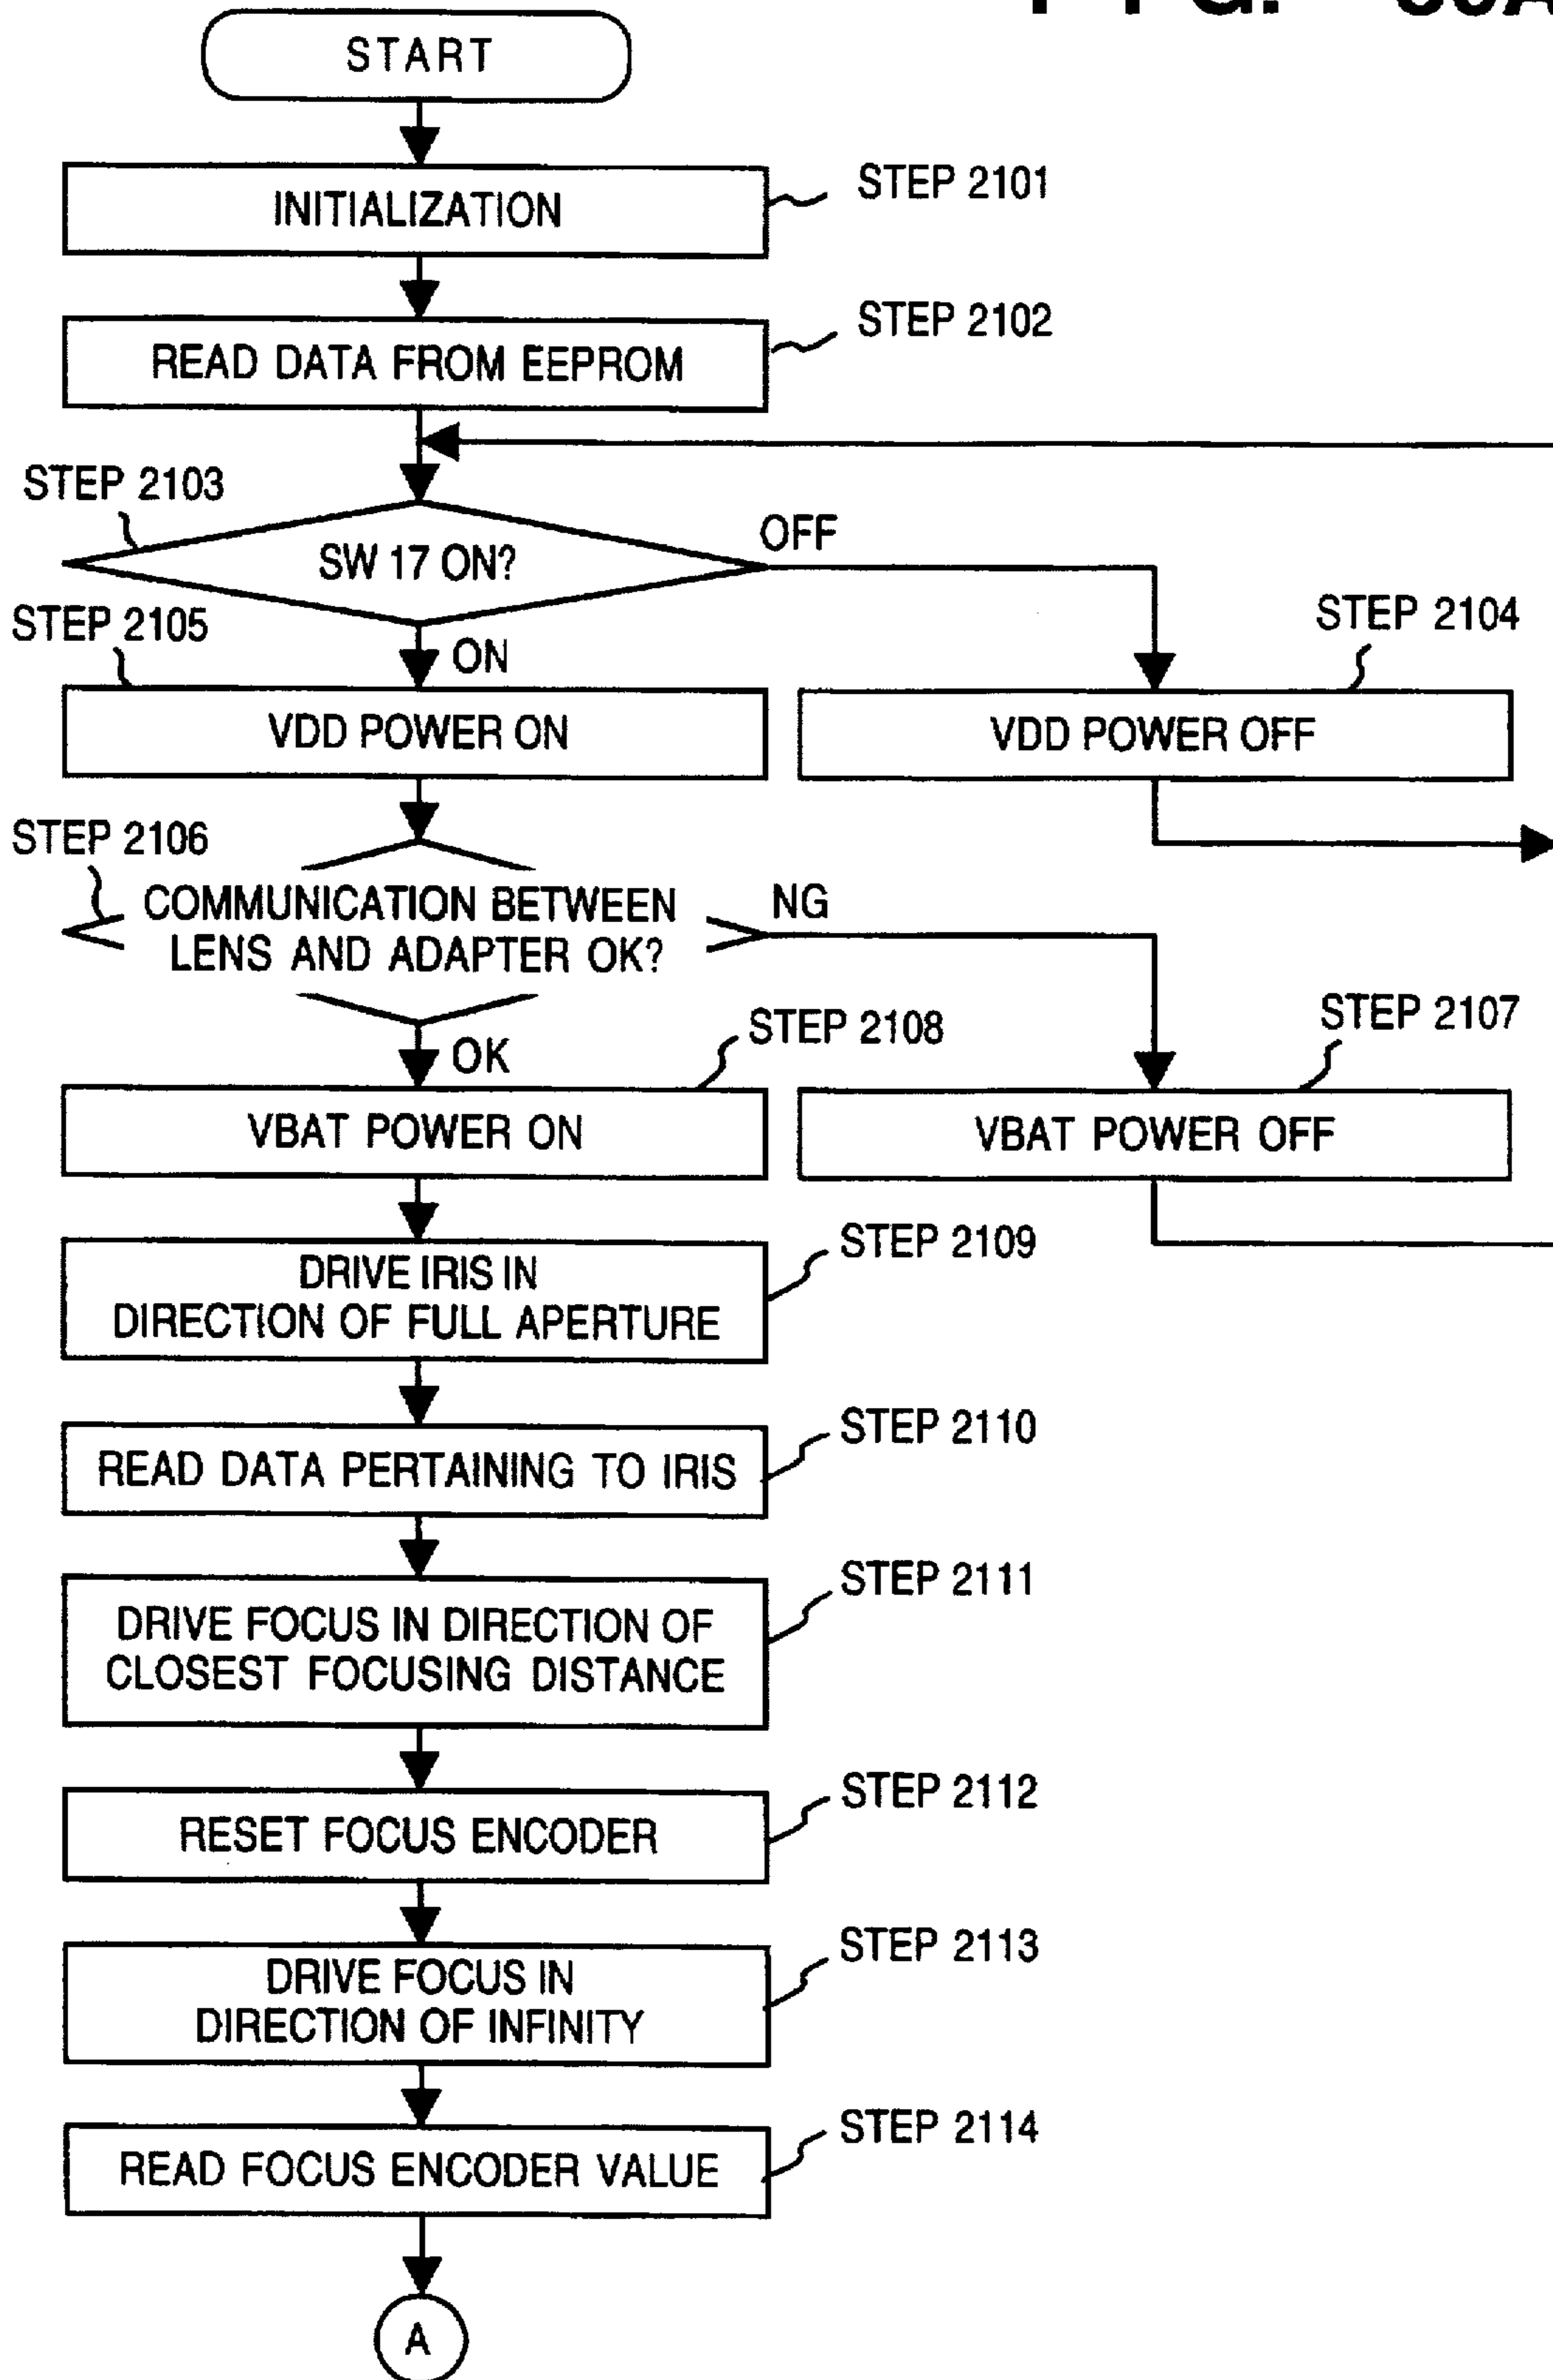 START
INITIALIZATION
STEP 2101
READ DATA FROM EEPROM
STEP 2102
STEP 2103
SW 17 ON?
OFF
STEP 2104
STEP 2105
ON
VDD POWER ON
VDD POWER OFF
STEP 2106
COMMUNICATION BETWEEN
LENS AND ADAPTER OK?
NG
STEP 2107
STEP 2108
OK
VBAT POWER ON
VBAT POWER OFF
DRIVE IRIS IN
DIRECTION OF FULL APERTURE
STEP 2109
READ DATA PERTAINING TO IRIS
STEP 2110
DRIVE FOCUS IN DIRECTION OF
CLOSEST FOCUSING DISTANCE
STEP 2111
RESET FOCUS ENCODER
STEP 2112
DRIVE FOCUS IN
DIRECTION OF INFINITY
STEP 2113
READ FOCUS ENCODER VALUE
STEP 2114
A